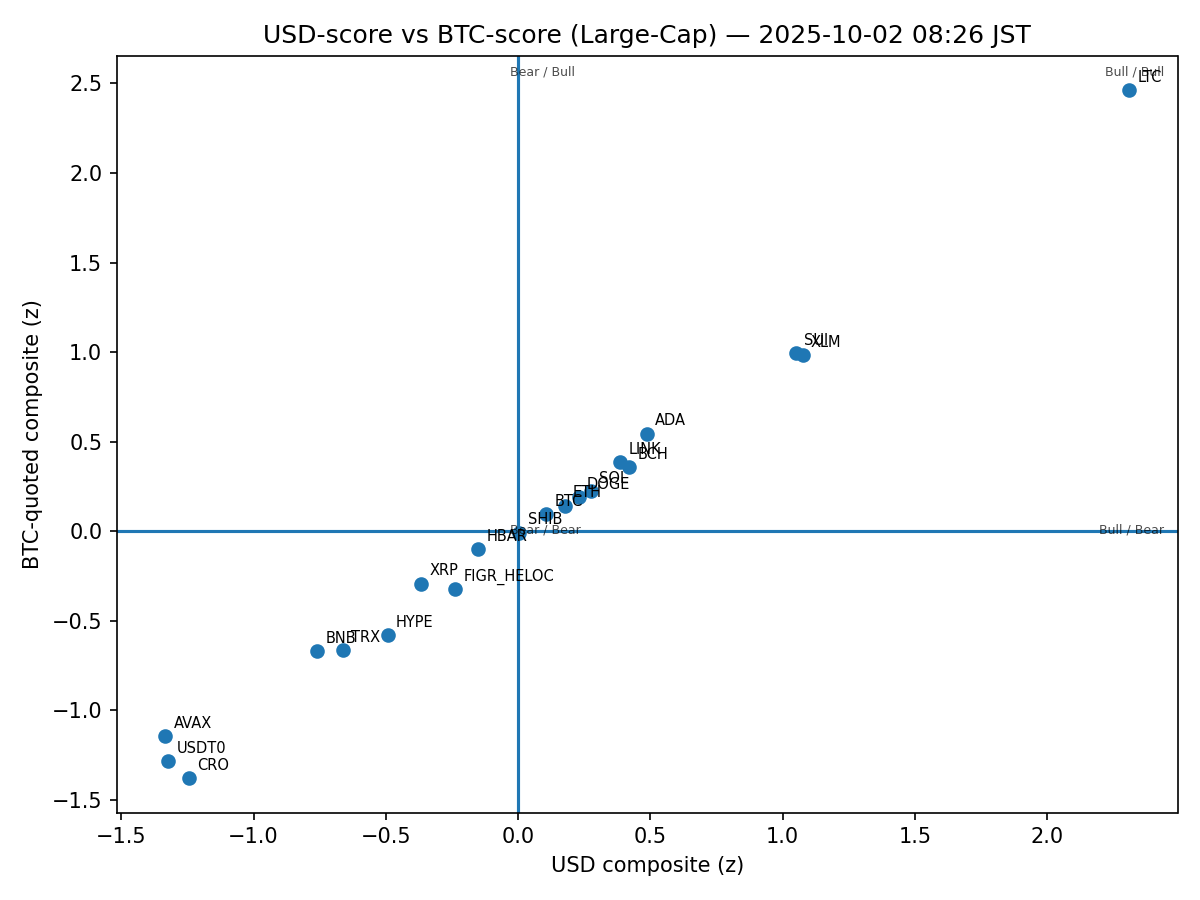 USD-score vs BTC-score (Large-Cap) — 2025-10-02 08:26 JST
Bear / Bull
Bull / Bull
LTC
SUI
XLM
ADA
LINK
BCH
SOL
DOGE
ETH
BTC
SHIB
Bear / Bear
Bull / Bear
HBAR
XRP
FIGR_HELOC
HYPE
BNB
TRX
AVAX
USDT0
CRO
2.5
2.0
1.5
1.0
0.5
0.0
−0.5
−1.0
−1.5
BTC-quoted composite (z)
−1.5
−1.0
−0.5
0.0
0.5
1.0
1.5
2.0
USD composite (z)